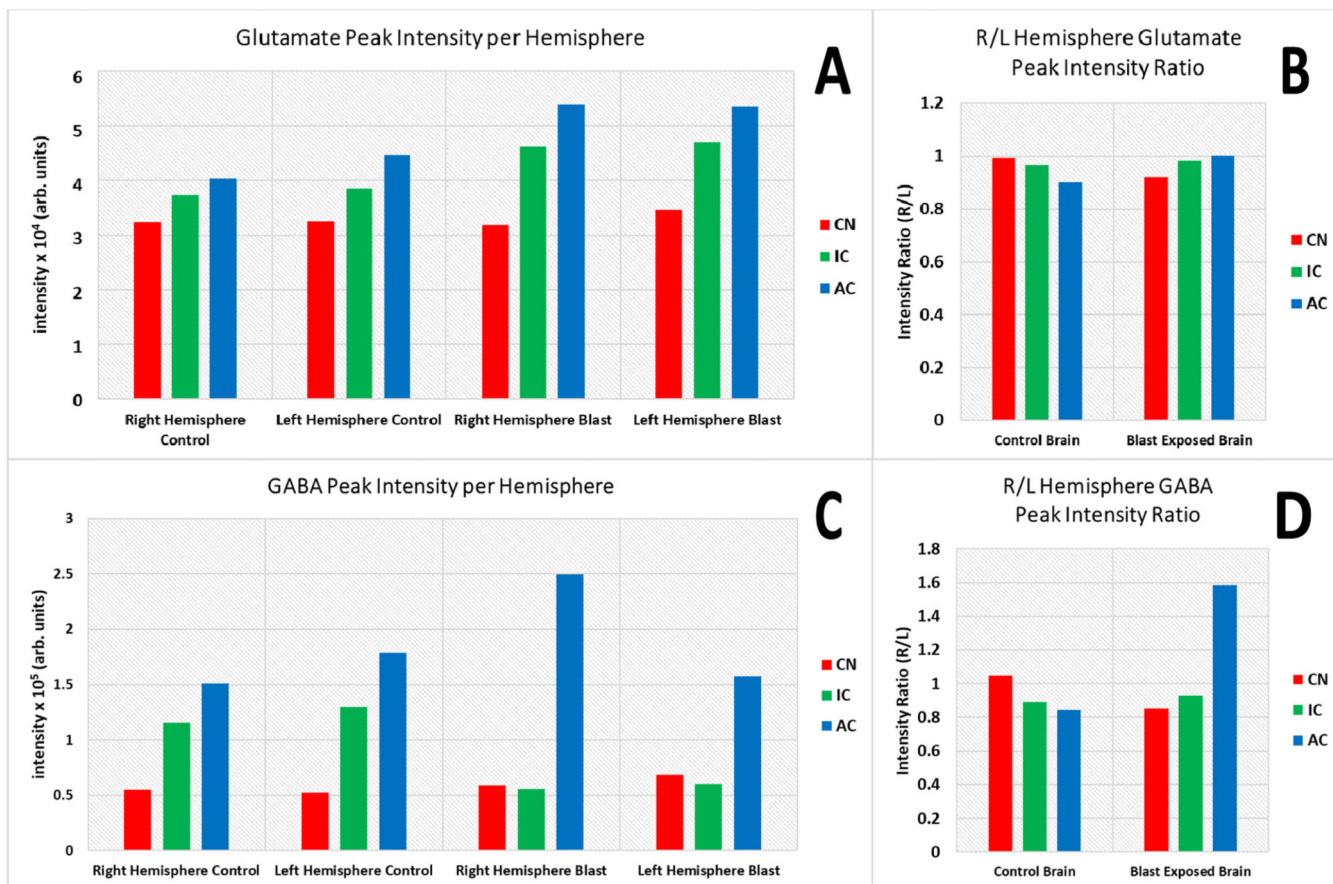 Glutamate Peak Intensity per Hemisphere
A
6
5
4
3
2
1
0
intensity x 10⁴ (arb. units)
Right Hemisphere
Control
Left Hemisphere Control
Right Hemisphere Blast
Left Hemisphere Blast
CN
IC
AC
R/L Hemisphere Glutamate
Peak Intensity Ratio
B
1.2
1
0.8
0.6
0.4
0.2
0
Intensity Ratio (R/L)
Control Brain
Blast Exposed Brain
CN
IC
AC
GABA Peak Intensity per Hemisphere
C
3
2.5
2
1.5
1
0.5
0
intensity x 10⁵ (arb. units)
Right Hemisphere Control
Left Hemisphere Control
Right Hemisphere Blast
Left Hemisphere Blast
CN
IC
AC
R/L Hemisphere GABA
Peak Intensity Ratio
D
1.8
1.6
1.4
1.2
1
0.8
0.6
0.4
0.2
0
Intensity Ratio (R/L)
Control Brain
Blast Exposed Brain
CN
IC
AC